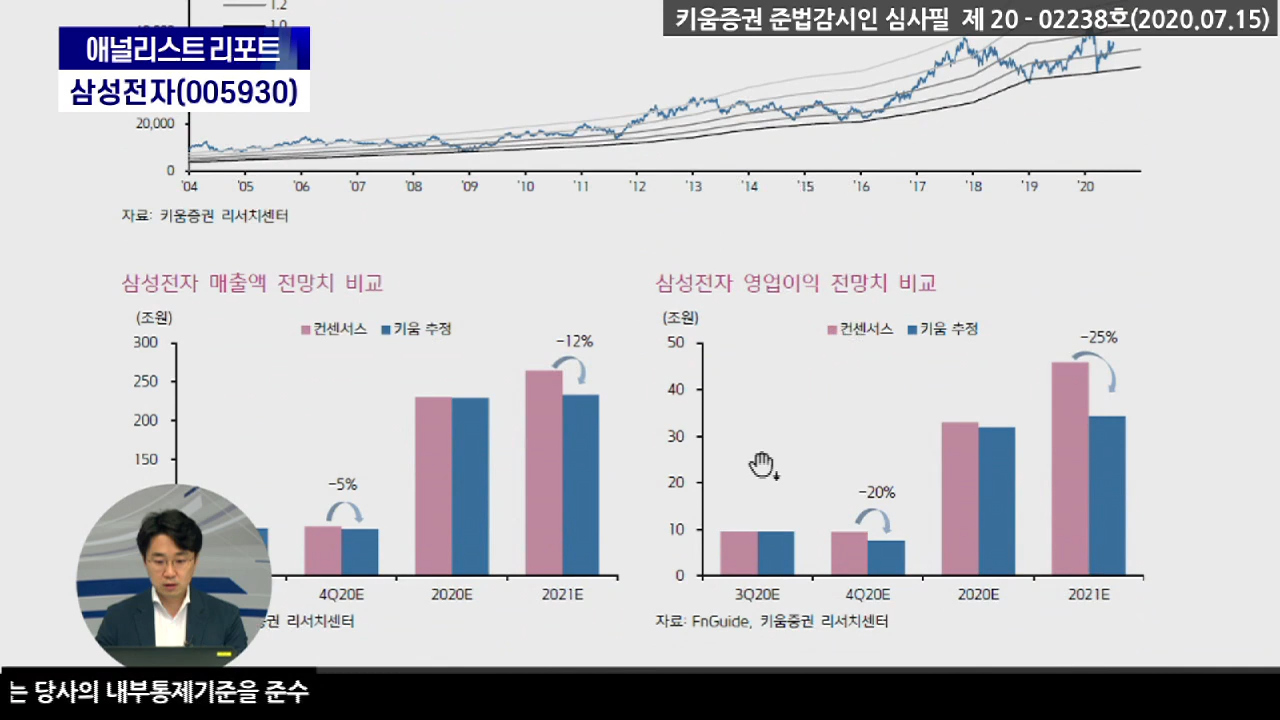 키움증권 준법감시인 심사필 제 20 - 02238호(2020.07.15)
애널리스트 리포트
삼성전자(005930)
1.2
1.0
20,000
0
'04 '05 '06 '07 '08 '09 '10 '11 '12 '13 '14 '15 '16 '17 '18 '19 '20
자료: 키움증권 리서치센터
삼성전자 매출액 전망치 비교
(조원)
컨센서스 키움 추정
300
250
200
150
-5%
-12%
4Q20E 2020E 2021E
증권 리서치센터
삼성전자 영업이익 전망치 비교
(조원)
컨센서스 키움 추정
50
40
30
20
10
0
-20%
-25%
3Q20E 4Q20E 2020E 2021E
자료: FnGuide, 키움증권 리서치센터
는 당사의 내부통제기준을 준수